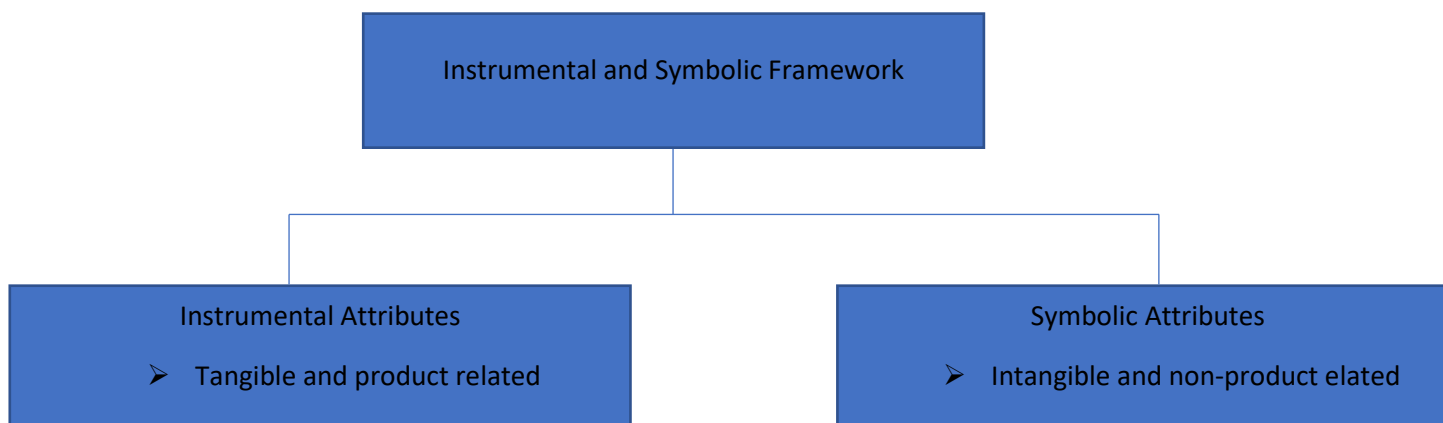 Instrumental and Symbolic Framework
Instrumental Attributes
➢ Tangible and product related
Symbolic Attributes
➢ Intangible and non-product elated